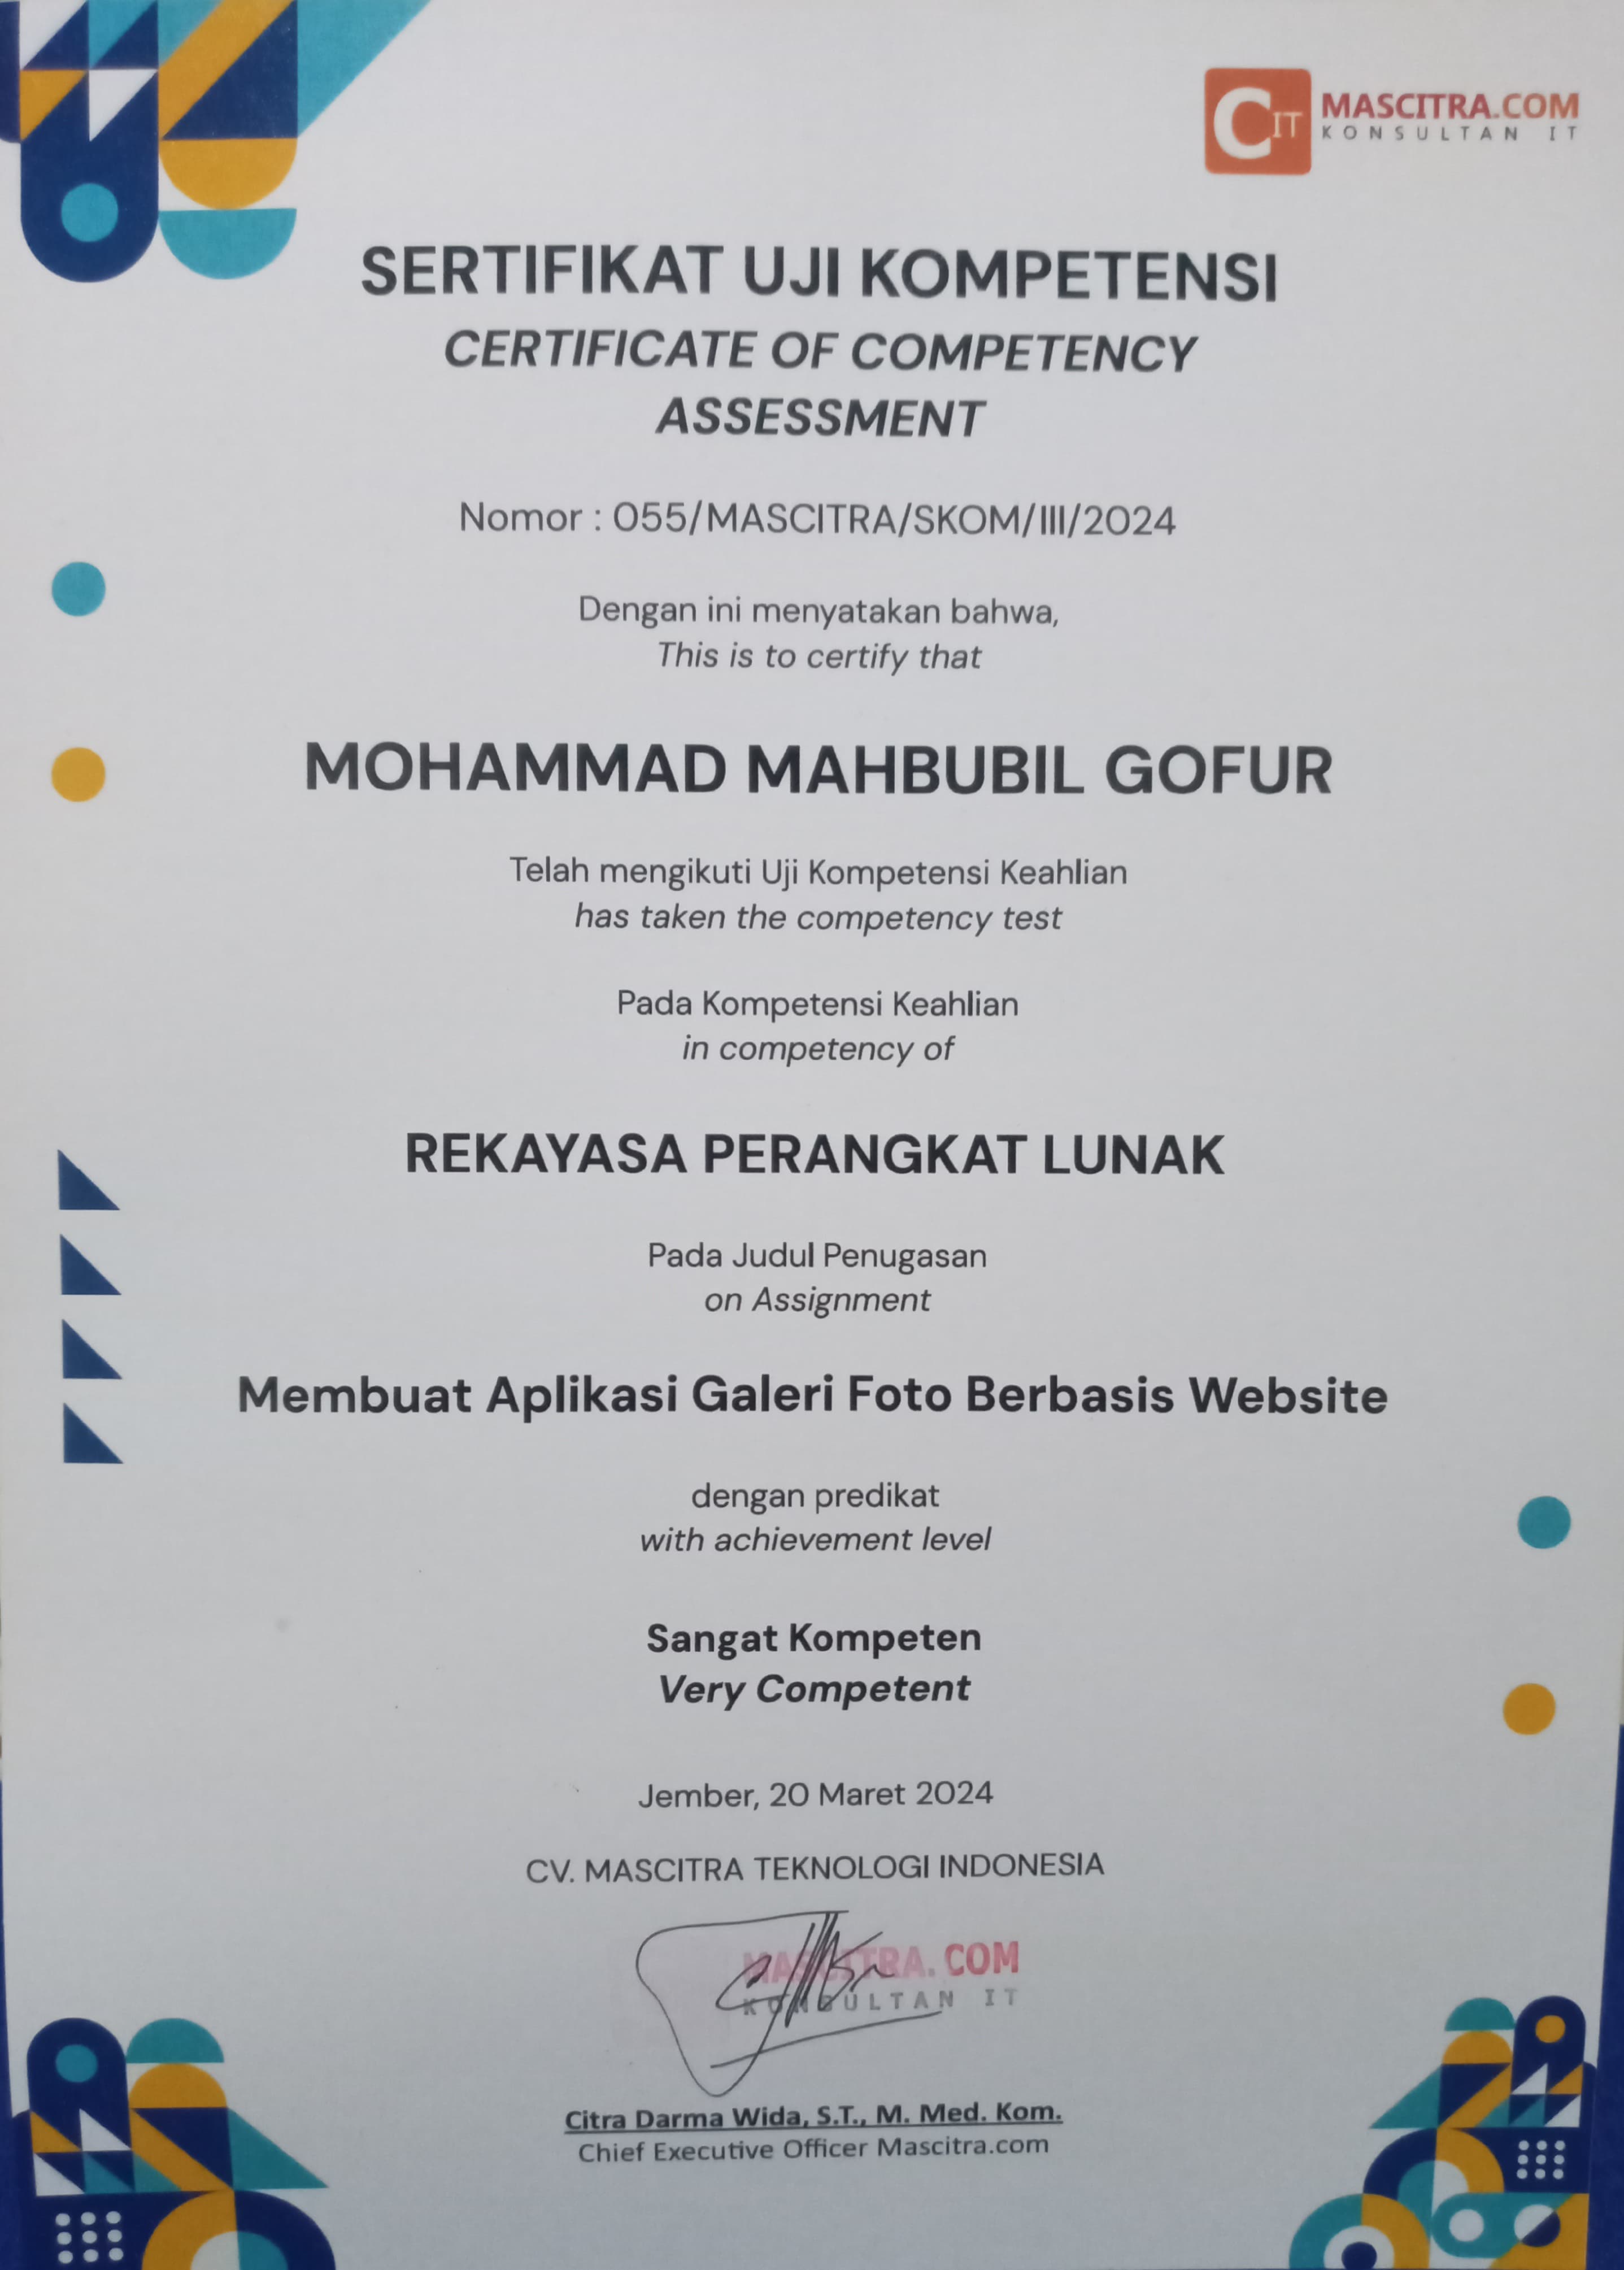 C IT MASCITRA.COM
KONSULTAN IT
SERTIFIKAT UJI KOMPETENSI
CERTIFICATE OF COMPETENCY
ASSESSMENT
Nomor : 055/MASCITRA/SKOM/III/2024
Dengan ini menyatakan bahwa,
This is to certify that
MOHAMMAD MAHBUBIL GOFUR
Telah mengikuti Uji Kompetensi Keahlian
has taken the competency test
Pada Kompetensi Keahlian
in competency of
REKAYASA PERANGKAT LUNAK
Pada Judul Penugasan
on Assignment
Membuat Aplikasi Galeri Foto Berbasis Website
dengan predikat
with achievement level
Sangat Kompeten
Very Competent
Jember, 20 Maret 2024
CV. MASCITRA TEKNOLOGI INDONESIA
MASCITRA.COM
KONSULTAN IT
Citra Darma Wida, S.T., M. Med. Kom.
Chief Executive Officer Mascitra.com